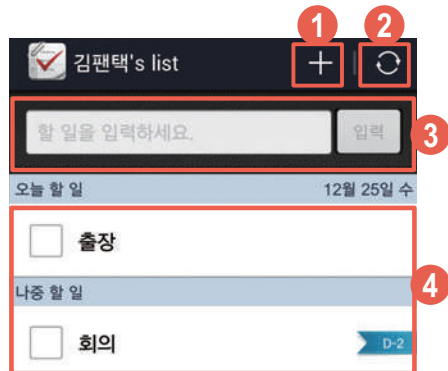 1 2
김팬택's list
할 일을 입력하세요. 입력 3
오늘 할 일 12월 25일 수
출장
4
나중 할 일
회의 D-2